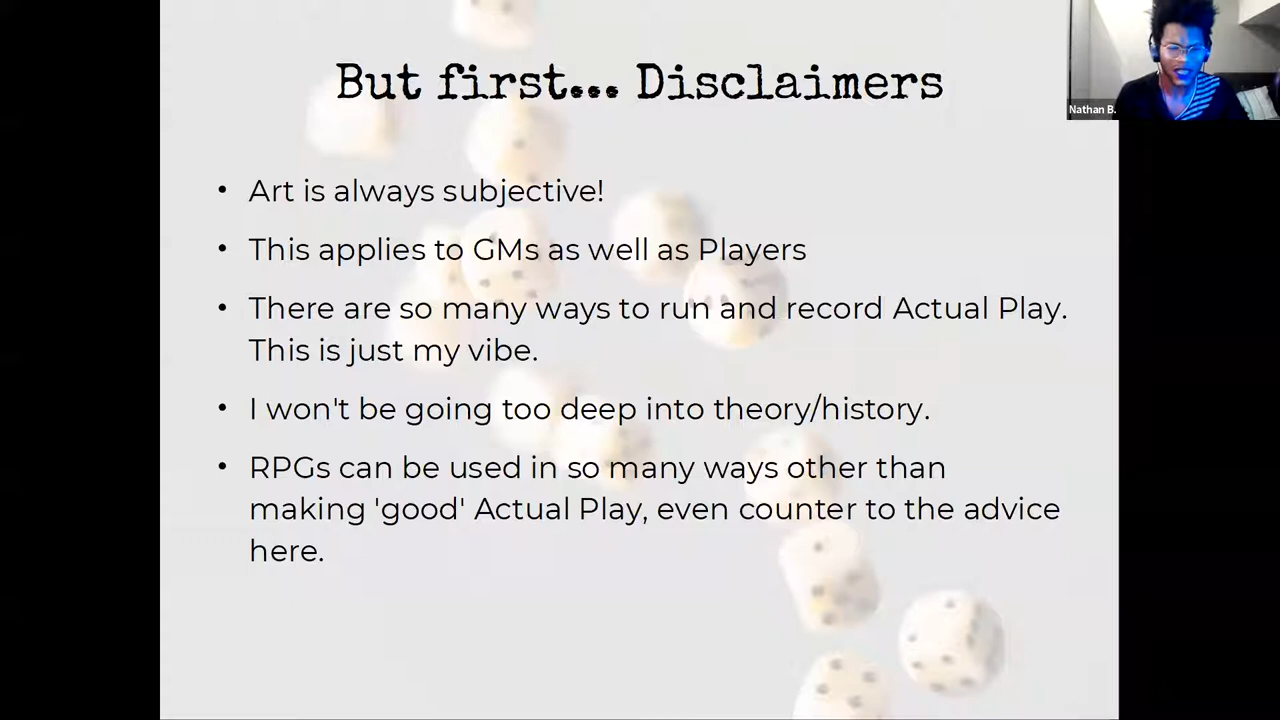 But first... Disclaimers
Nathan B.
• Art is always subjective!
• This applies to GMs as well as Players
• There are so many ways to run and record Actual Play.
This is just my vibe.
• I won't be going too deep into theory/history.
• RPGs can be used in so many ways other than
making 'good' Actual Play, even counter to the advice
here.